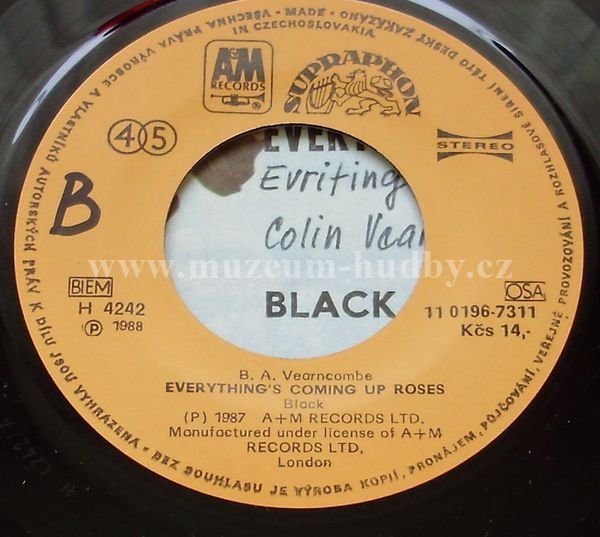 VŠECHNA PRÁVA VÝROBCE A VLASTNÍKŮ AUTORSKÝCH PRÁV K DÍLU JSOU VYHRAZENA - BEZ SOUHLASU JE VÝROBA KOPIÍ, PRONÁJEM, PŮJČOVÁNÍ, VEŘEJNÉ PROVOZOVÁNÍ A ROZHLASOVÉ ŠÍŘENÍ TÉTO DESKY ZAKÁZÁNO
- MADE -
IN CZECHOSLOVAKIA
A&M
RECORDS
SUPRAPHON
45
STEREO
B
EVERYT
Evriting
Colin Vear
BLACK
www.muzeum-hudby.cz
BIEM
OSA
H 4242
11 0196-7311
Ⓟ 1988
Kčs 14,-
B. A. Vearncombe
EVERYTHING'S COMING UP ROSES
Black
(P) 1987 A+M RECORDS LTD.
Manufactured under license of A+M
RECORDS LTD,
London